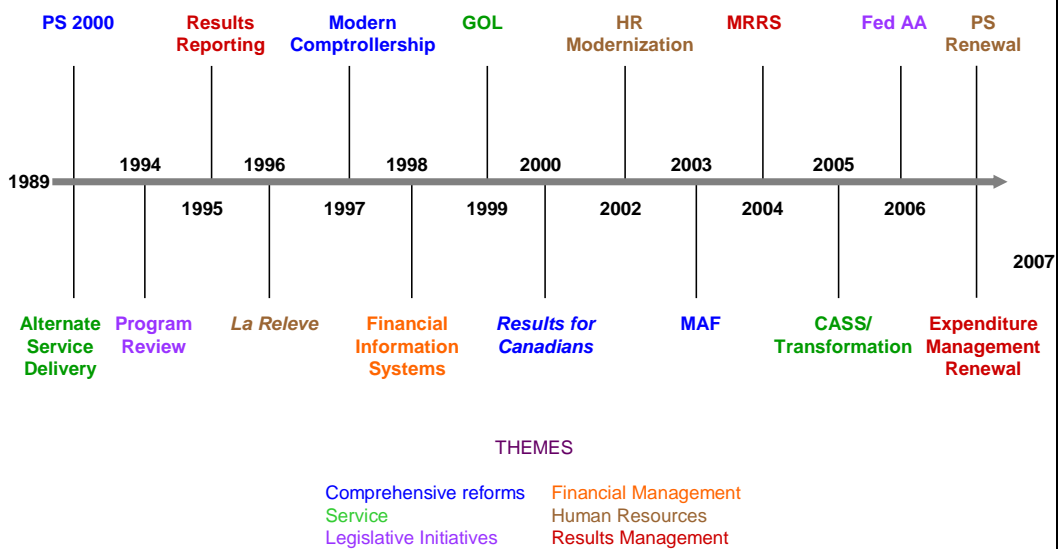 PS 2000
Results
Reporting
Modern
Comptrollership
GOL
HR
Modernization
MRRS
Fed AA
PS
Renewal
1994
1996
1998
2000
2003
2005
1989
1995
1997
1999
2002
2004
2006
2007
Alternate
Service
Delivery
Program
Review
La Releve
Financial
Information
Systems
Results for
Canadians
MAF
CASS/
Transformation
Expenditure
Management
Renewal
THEMES
Comprehensive reforms
Service
Legislative Initiatives
Financial Management
Human Resources
Results Management